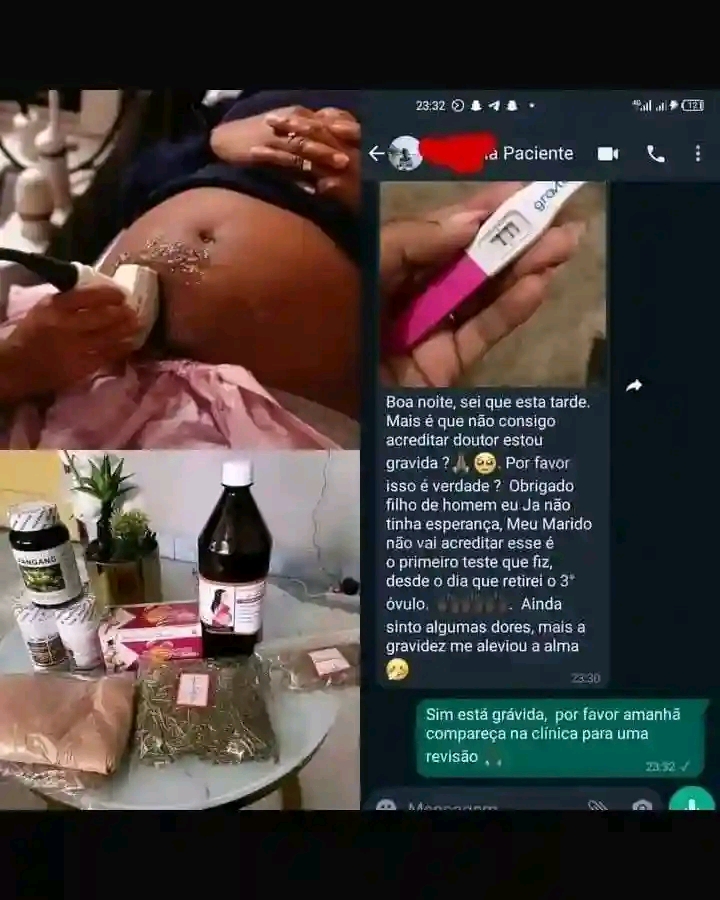 23:32
Paciente
Boa noite, sei que esta tarde.
Mais é que não consigo
acreditar doutor estou
gravida ?🙏🏿🥺. Por favor
isso é verdade ? Obrigado
filho de homem eu Ja não
tinha esperança, Meu Marido
não vai acreditar esse é
o primeiro teste que fiz,
desde o dia que retirei o 3°
óvulo. 🙏🏿🙏🏿🙏🏿🙏🏿🙏🏿. Ainda
sinto algumas dores, mais a
gravidez me aleviou a alma
23:30
Sim está grávida, por favor amanhã
compareça na clínica para uma
revisão 🙏🏿
23:32
Mensagem